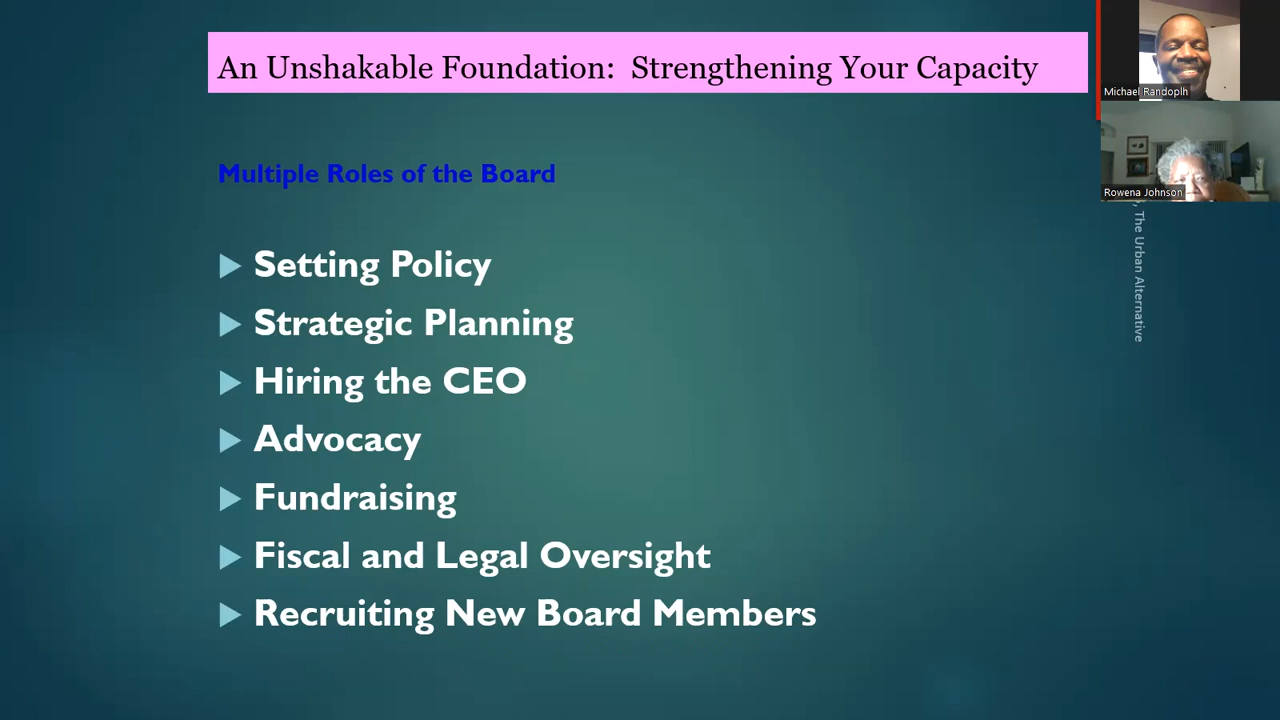 An Unshakable Foundation:  Strengthening Your Capacity
Multiple Roles of the Board
Setting Policy
Strategic Planning
Hiring the CEO
Advocacy
Fundraising
Fiscal and Legal Oversight
Recruiting New Board Members
Michael Randoplh
Rowena Johnson
, The Urban Alternative